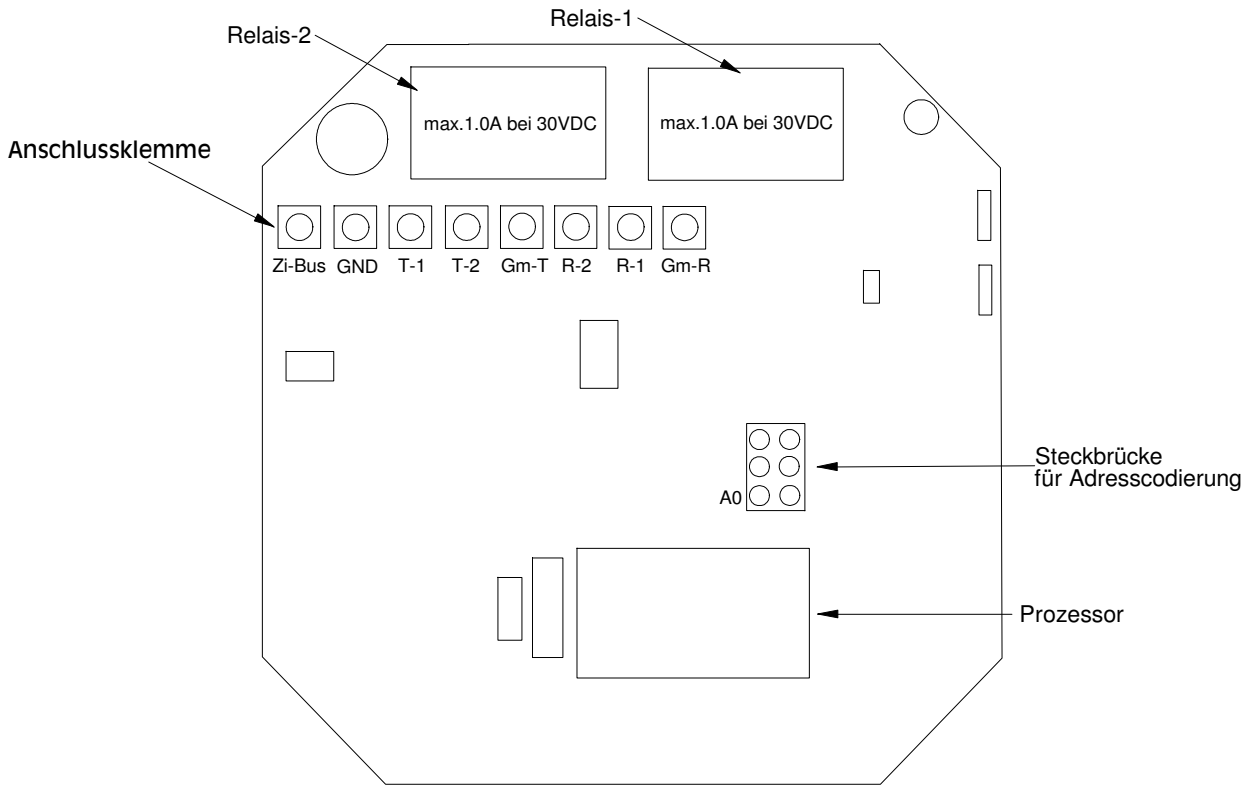 Relais-1
Relais-2
max.1.0A bei 30VDC
max.1.0A bei 30VDC
Anschlussklemme
Zi-Bus GND T-1 T-2 Gm-T R-2 R-1 Gm-R
Steckbrücke
für Adresscodierung
A0
Prozessor